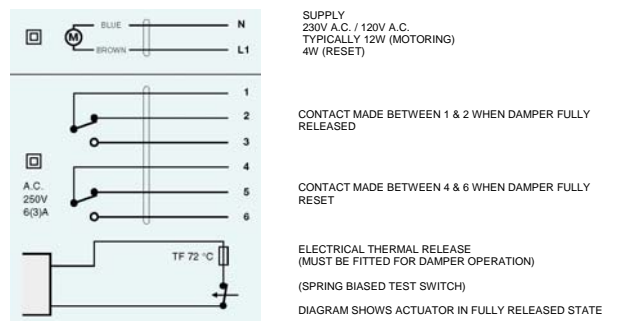 BLUE
N
M
BROWN
L1
SUPPLY
230V A.C. / 120V A.C.
TYPICALLY 12W (MOTORING)
4W (RESET)
1
2
3
CONTACT MADE BETWEEN 1 & 2 WHEN DAMPER FULLY
RELEASED
4
A.C.
250V
6(3)A
5
6
CONTACT MADE BETWEEN 4 & 6 WHEN DAMPER FULLY
RESET
TF 72 °C
ELECTRICAL THERMAL RELEASE
(MUST BE FITTED FOR DAMPER OPERATION)
(SPRING BIASED TEST SWITCH)
DIAGRAM SHOWS ACTUATOR IN FULLY RELEASED STATE